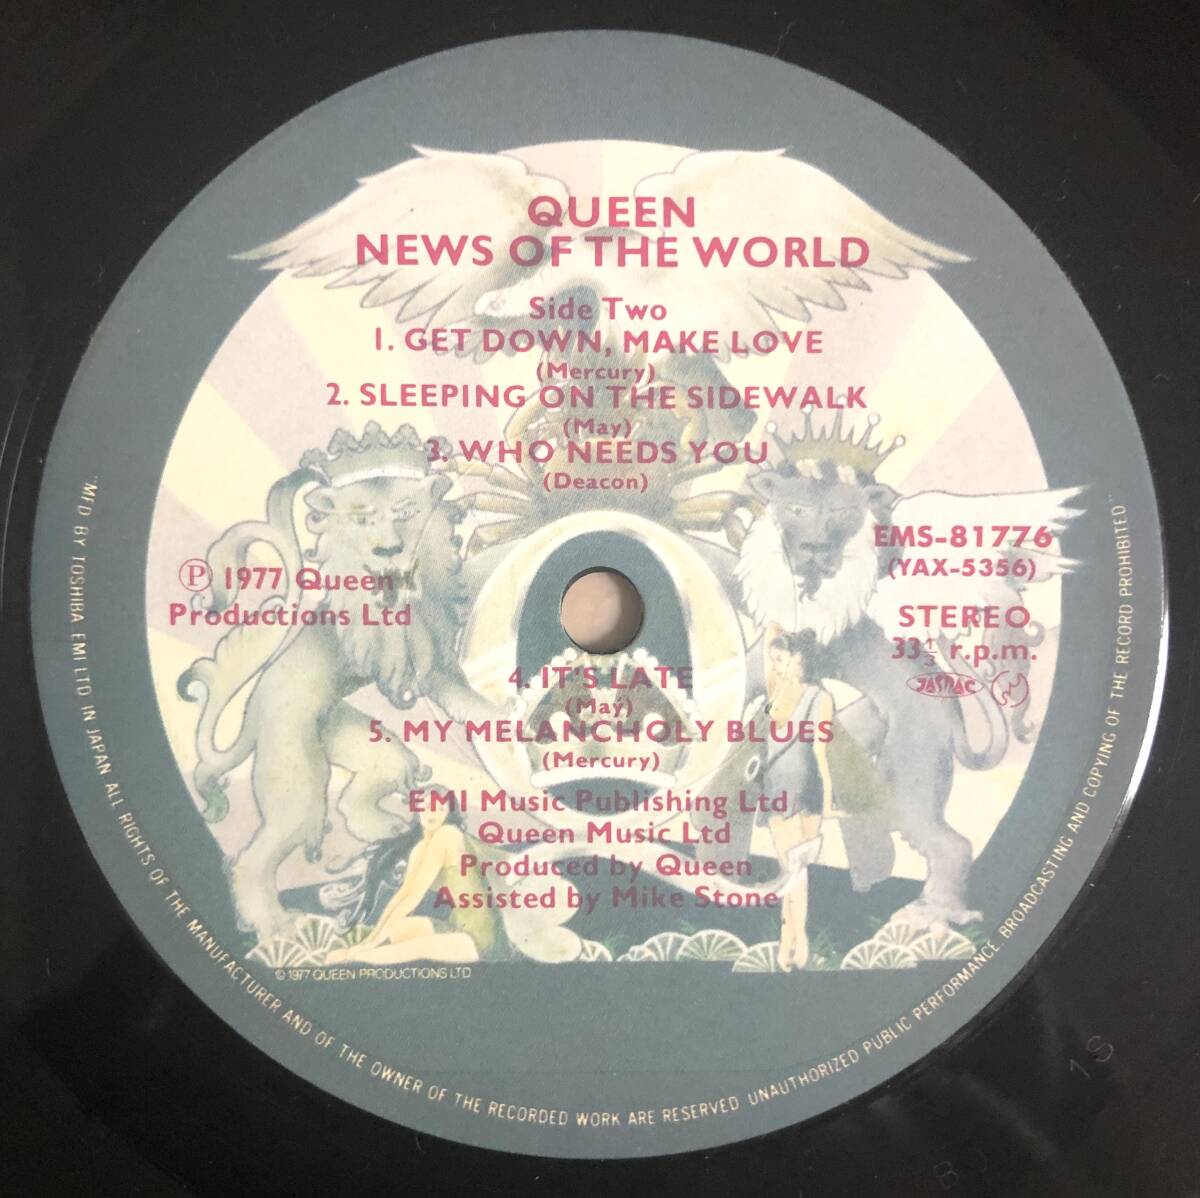 QUEEN
NEWS OF THE WORLD
Side Two
1. GET DOWN, MAKE LOVE
(Mercury)
2. SLEEPING ON THE SIDEWALK
(May)
3. WHO NEEDS YOU
(Deacon)
EMS-81776
(YAX-5356)
STEREO
33⅓ r.p.m.
JASRAC
Ⓟ 1977 Queen
Productions Ltd
4. IT'S LATE
(May)
5. MY MELANCHOLY BLUES
(Mercury)
EMI Music Publishing Ltd
Queen Music Ltd
Produced by Queen
Assisted by Mike Stone
© 1977 QUEEN PRODUCTIONS LTD
"MFD BY TOSHIBA EMI LTD IN JAPAN ALL RIGHTS OF THE MANUFACTURER AND OF THE OWNER OF THE RECORDED WORK ARE RESERVED UNAUTHORIZED PUBLIC PERFORMANCE BROADCASTING AND COPYING OF THE RECORD PROHIBITED"
1S